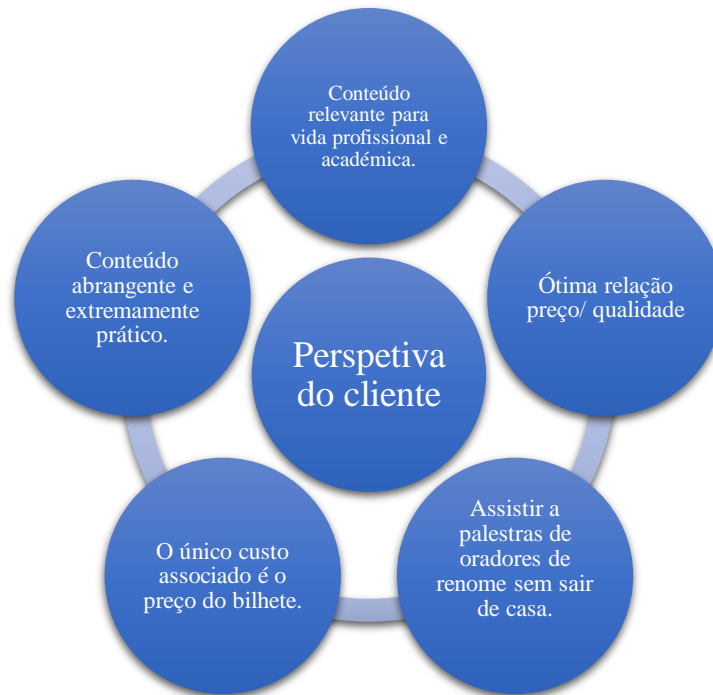 Conteúdo
relevante para
vida profissional e
académica.
Ótima relação
preço/ qualidade
Assistir a
palestras de
oradores de
renome sem sair
de casa.
O único custo
associado é o
preço do bilhete.
Conteúdo
abrangente e
extremamente
prático.
Perspetiva
do cliente